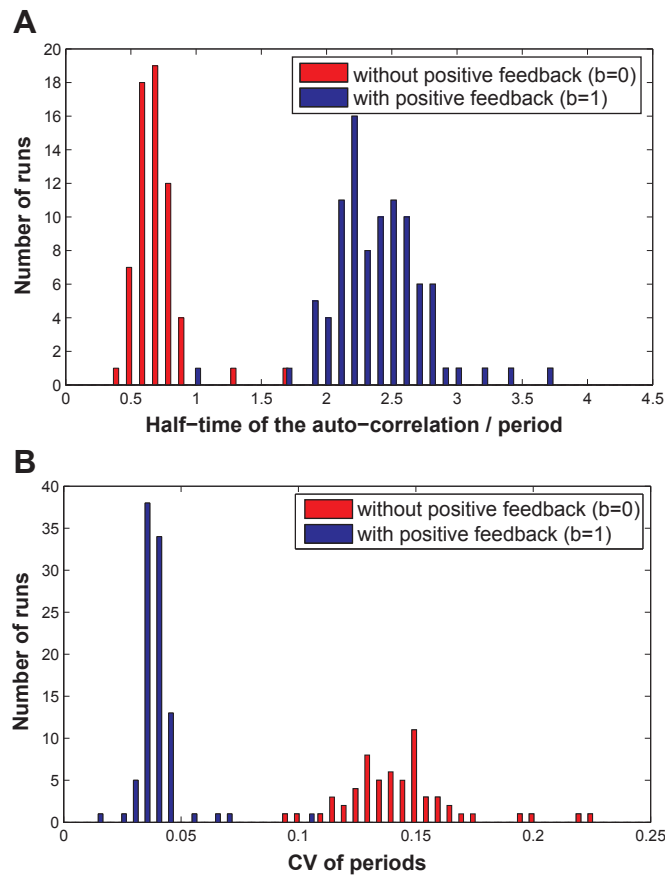 A
20
18
16
14
12
10
8
6
4
2
0
Number of runs
without positive feedback (b=0)
with positive feedback (b=1)
0 0.5 1 1.5 2 2.5 3 3.5 4 4.5
Half−time of the auto−correlation / period
B
40
35
30
25
20
15
10
5
0
Number of runs
without positive feedback (b=0)
with positive feedback (b=1)
0 0.05 0.1 0.15 0.2 0.25
CV of periods